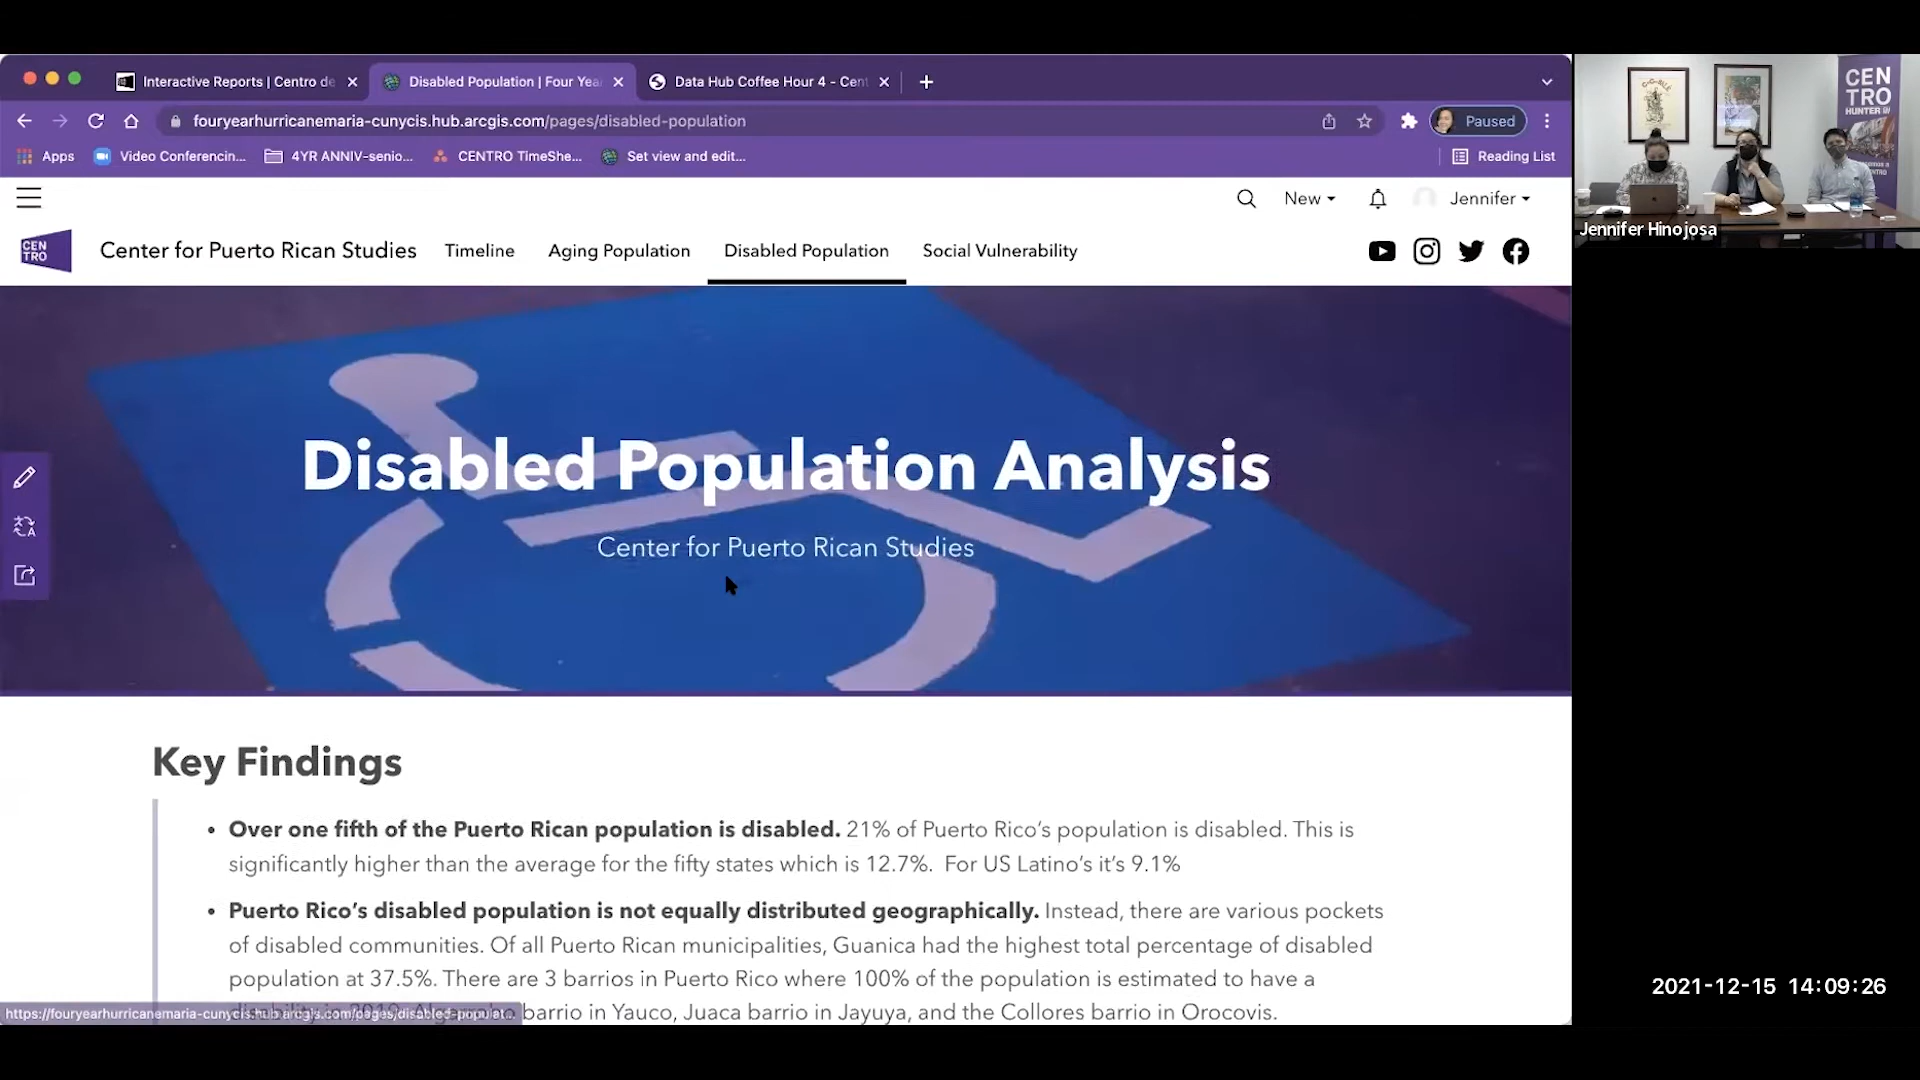 Interactive Reports | Centro de
Disabled Population | Four Yea
Data Hub Coffee Hour 4 - Cent
fouryearhurricanemaria-cunycis.hub.arcgis.com/pages/disabled-population
Paused
Apps
Video Conferencin...
4YR ANNIV-senio...
CENTRO TimeShe...
Set view and edit...
Reading List
New
Jennifer
CEN
TRO
Center for Puerto Rican Studies
Timeline
Aging Population
Disabled Population
Social Vulnerability
Disabled Population Analysis
Center for Puerto Rican Studies
Key Findings
• Over one fifth of the Puerto Rican population is disabled. 21% of Puerto Rico's population is disabled. This is
significantly higher than the average for the fifty states which is 12.7%. For US Latino's it's 9.1%
• Puerto Rico's disabled population is not equally distributed geographically. Instead, there are various pockets
of disabled communities. Of all Puerto Rican municipalities, Guanica had the highest total percentage of disabled
population at 37.5%. There are 3 barrios in Puerto Rico where 100% of the population is estimated to have a
barrio in Yauco, Juaca barrio in Jayuya, and the Collores barrio in Orocovis.
https://fouryearhurricanemaria-cunycis.hub.arcgis.com/pages/disabled-populat...
CEN
TRO
HUNTER
Jennifer Hinojosa
2021-12-15 14:09:26